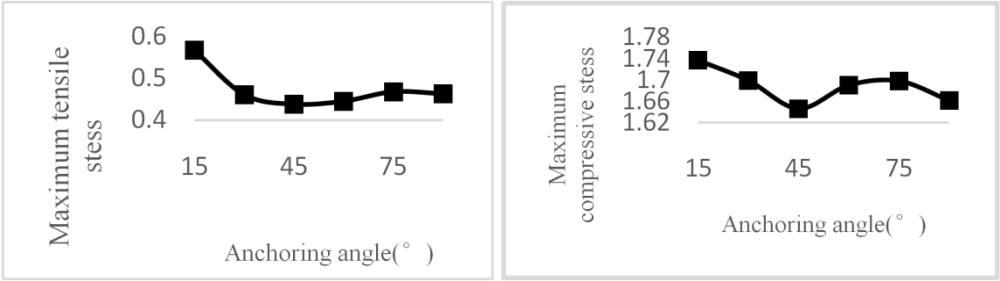 Maximum tensile
stess
0.6
0.5
0.4
15 45 75
Anchoring angle(° )
Maximum
compressive stess
1.78
1.74
1.7
1.66
1.62
15 45 75
Anchoring angle(° )